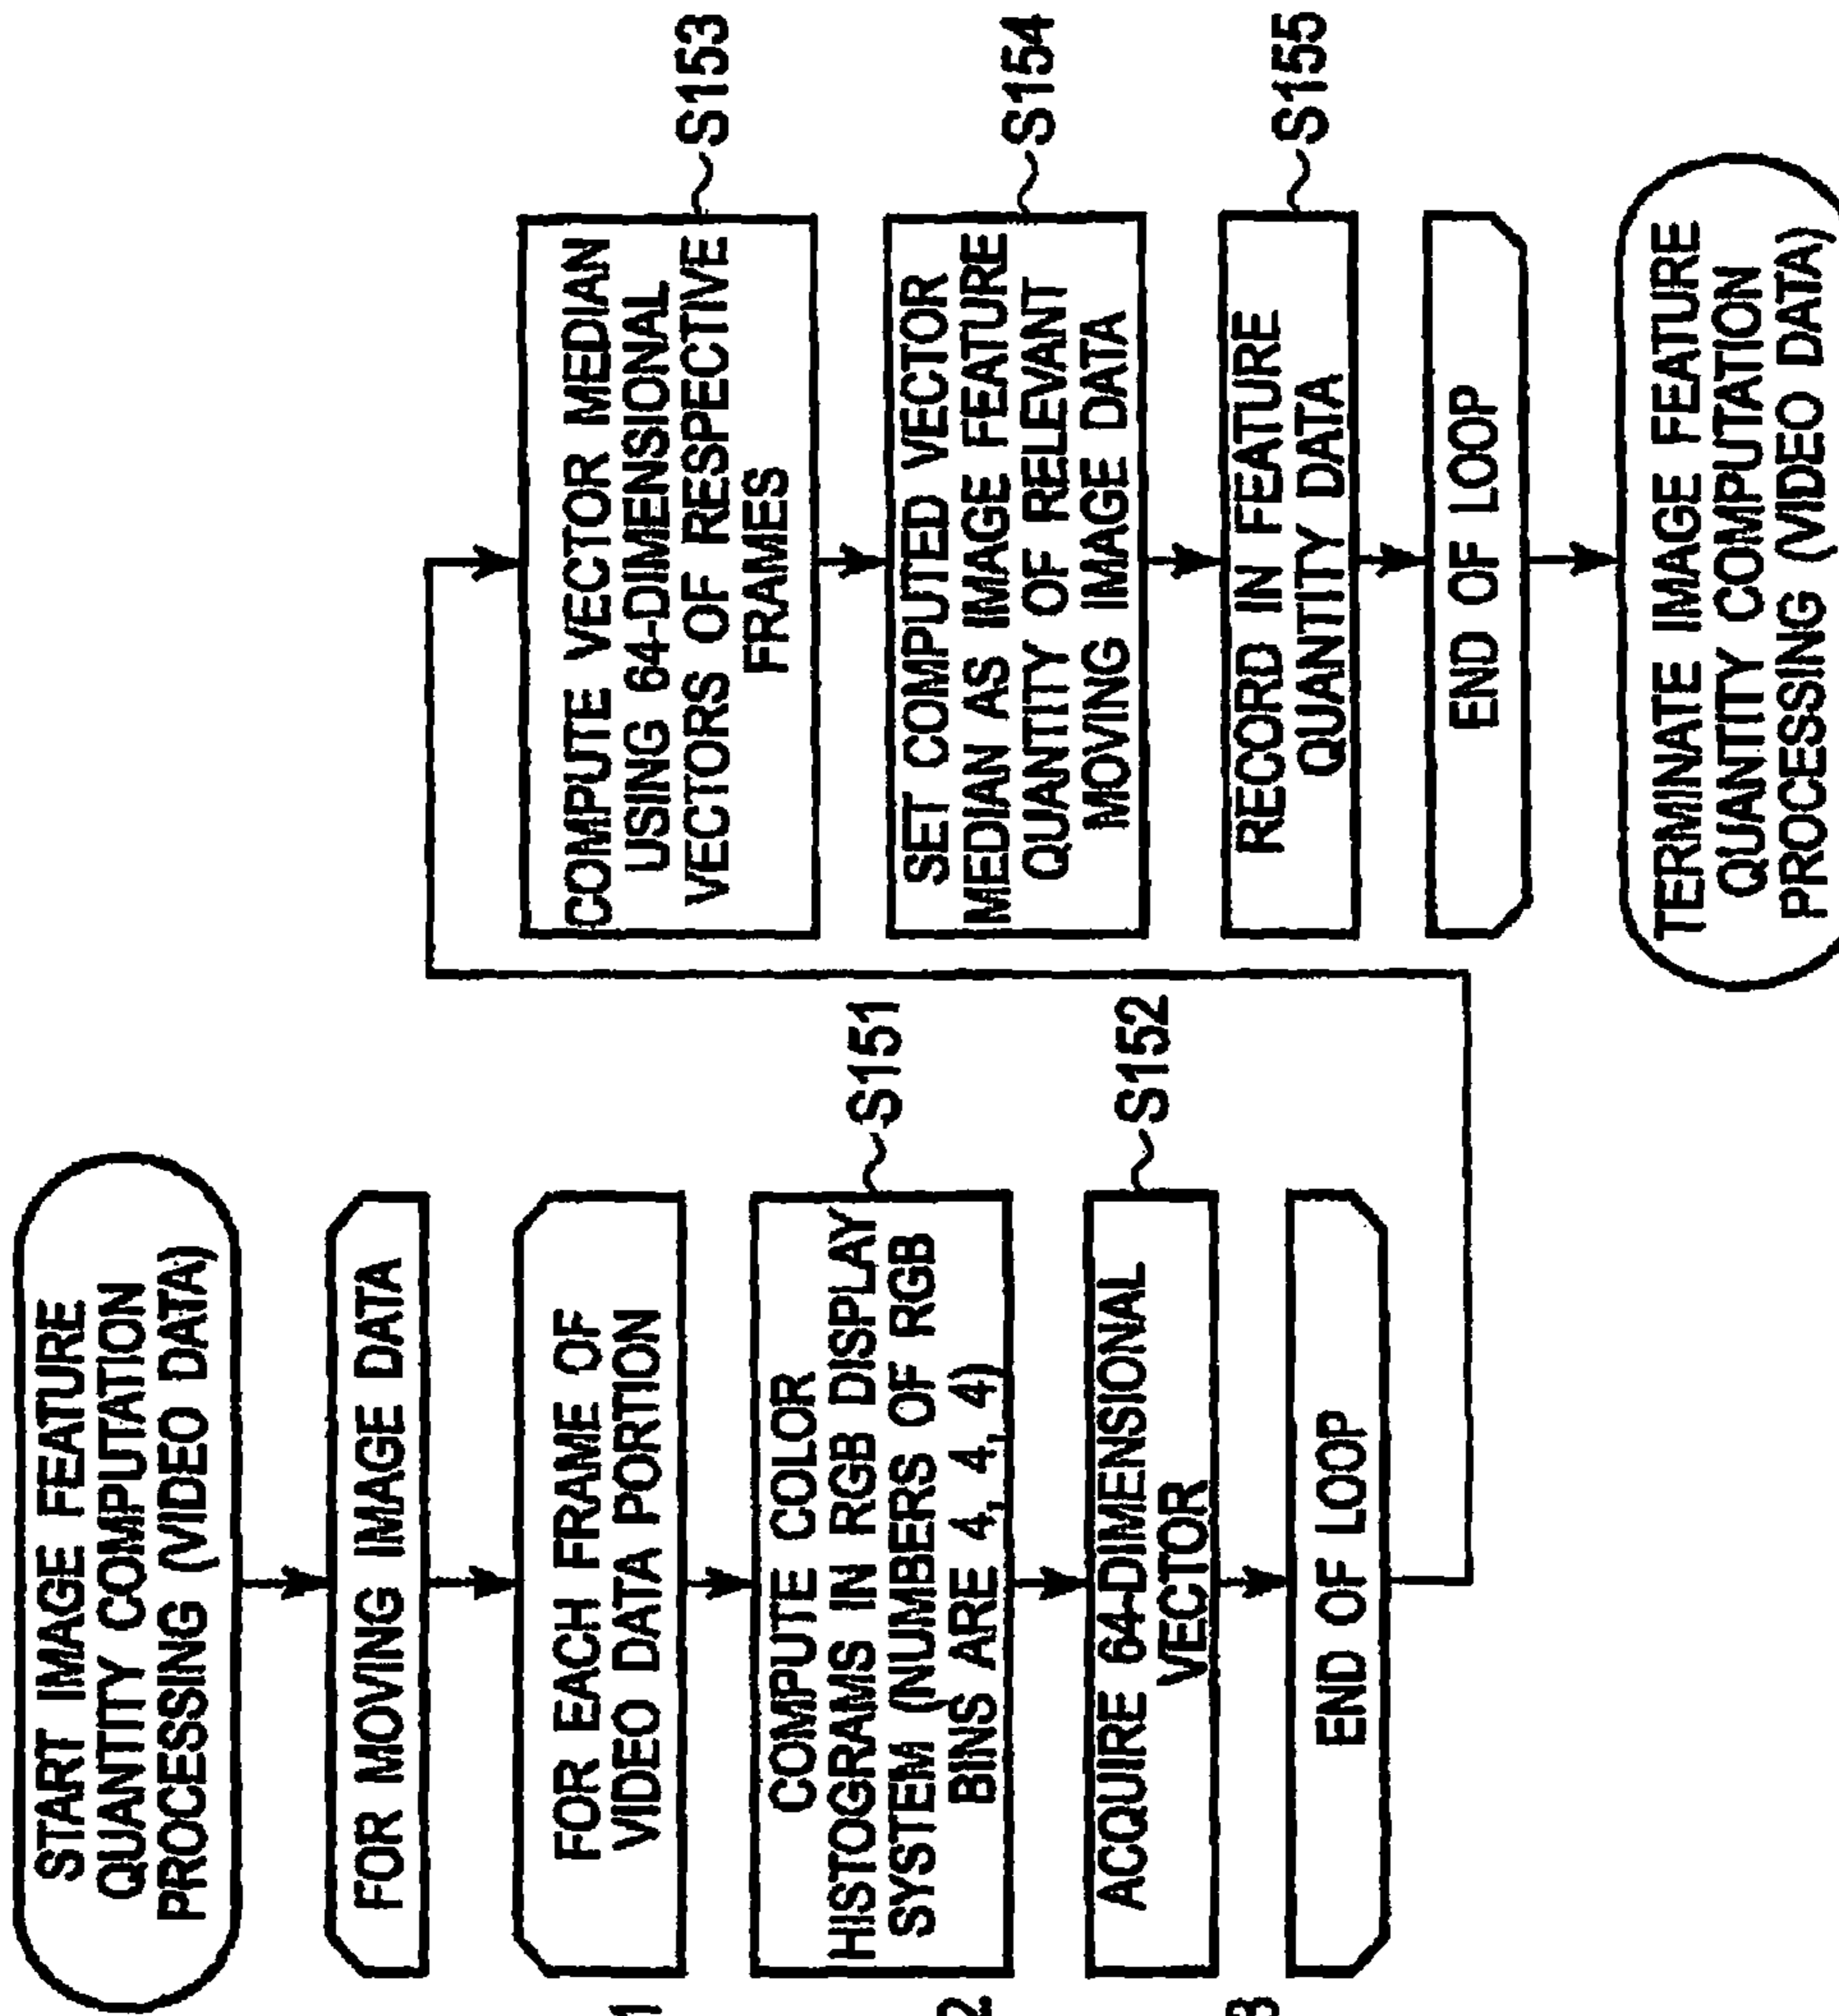 START IMAGE FEATURE
QUANTITY COMPUTATION
PROCESSING (VIDEO DATA)
FOR MOVING IMAGE DATA
FOR EACH FRAME OF
VIDEO DATA PORTION
COMPUTE COLOR
HISTOGRAMS IN RGB DISPLAY
SYSTEM (NUMBERS OF RGB
BINS ARE 4, 4, 4)
S151
ACQUIRE 64-DIMENSIONAL
VECTOR
S152
END OF LOOP
COMPUTE VECTOR MEDIAN
USING 64-DIMENSIONAL
VECTORS OF RESPECTIVE
FRAMES
S153
SET COMPUTED VECTOR
MEDIAN AS IMAGE FEATURE
QUANTITY OF RELEVANT
MOVING IMAGE DATA
S154
RECORD IN FEATURE
QUANTITY DATA
S155
END OF LOOP
TERMINATE IMAGE FEATURE
QUANTITY COMPUTATION
PROCESSING (VIDEO DATA)